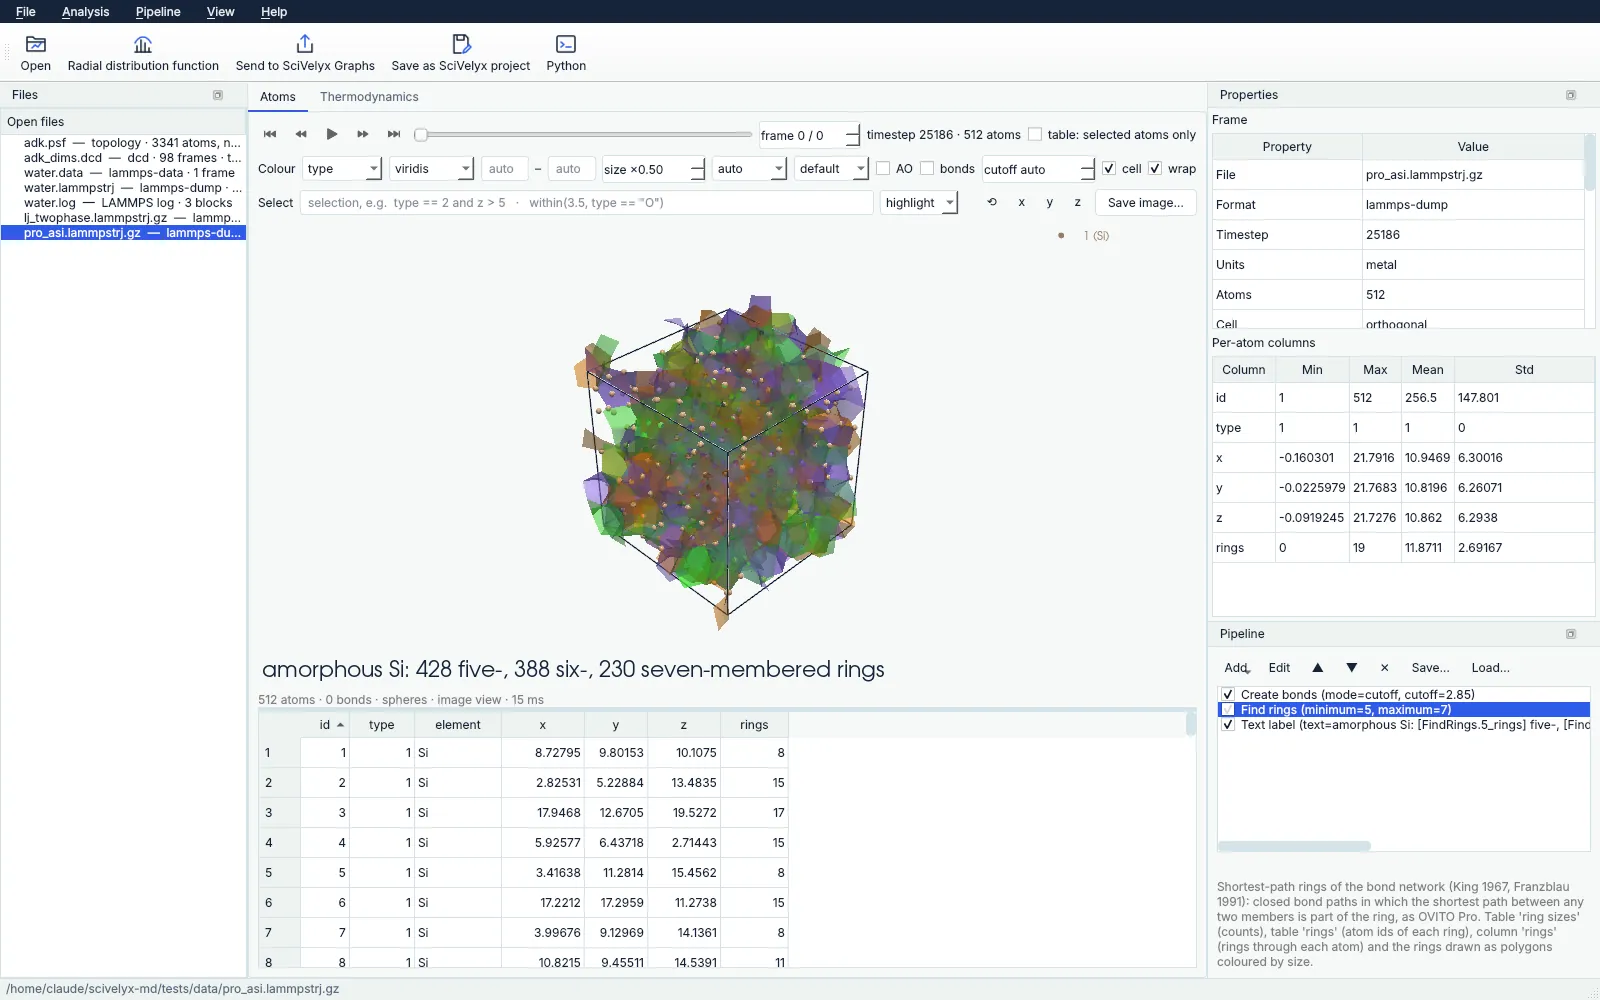 File Analysis Pipeline View Help
Open Radial distribution function Send to SciVelyx Graphs Save as SciVelyx project Python
Files
Open files
adk.psf — topology · 3341 atoms, n...
adk_dims.dcd — dcd · 98 frames · t...
water.data — lammps-data · 1 frame
water.lammpstrj — lammps-dump · ...
water.log — LAMMPS log · 3 blocks
lj_twophase.lammpstrj.gz — lammp...
pro_asi.lammpstrj.gz — lammps-du...
Atoms Thermodynamics
frame 0 / 0 timestep 25186 · 512 atoms table: selected atoms only
Colour type viridis auto – auto size ×0.50 auto default AO bonds cutoff auto cell wrap
Select selection, e.g. type == 2 and z > 5 · within(3.5, type == "O") highlight ⟲ x y z Save image...
1 (Si)
amorphous Si: 428 five-, 388 six-, 230 seven-membered rings
512 atoms · 0 bonds · spheres · image view · 15 ms
id type element x y z rings
1 1 1 Si 8.72795 9.80153 10.1075 8
2 2 1 Si 2.82531 5.22884 13.4835 15
3 3 1 Si 17.9468 12.6705 19.5272 17
4 4 1 Si 5.92577 6.43718 2.71443 15
5 5 1 Si 3.41638 11.2814 15.4562 8
6 6 1 Si 17.2212 17.2959 11.2738 15
7 7 1 Si 3.99676 9.12969 14.1361 8
8 8 1 Si 10.8215 9.45511 14.5391 11
Properties
Frame
Property Value
File pro_asi.lammpstrj.gz
Format lammps-dump
Timestep 25186
Units metal
Atoms 512
Cell orthogonal
Per-atom columns
Column Min Max Mean Std
id 1 512 256.5 147.801
type 1 1 1 0
x -0.160301 21.7916 10.9469 6.30016
y -0.0225979 21.7683 10.8196 6.26071
z -0.0919245 21.7276 10.862 6.2938
rings 0 19 11.8711 2.69167
Pipeline
Add Edit ▲ ▼ ✕ Save... Load...
Create bonds (mode=cutoff, cutoff=2.85)
Find rings (minimum=5, maximum=7)
Text label (text=amorphous Si: [FindRings.5_rings] five-, [Find
Shortest-path rings of the bond network (King 1967, Franzblau
1991): closed bond paths in which the shortest path between any
two members is part of the ring, as OVITO Pro. Table 'ring sizes'
(counts), table 'rings' (atom ids of each ring), column 'rings'
(rings through each atom) and the rings drawn as polygons
coloured by size.
/home/claude/scivelyx-md/tests/data/pro_asi.lammpstrj.gz